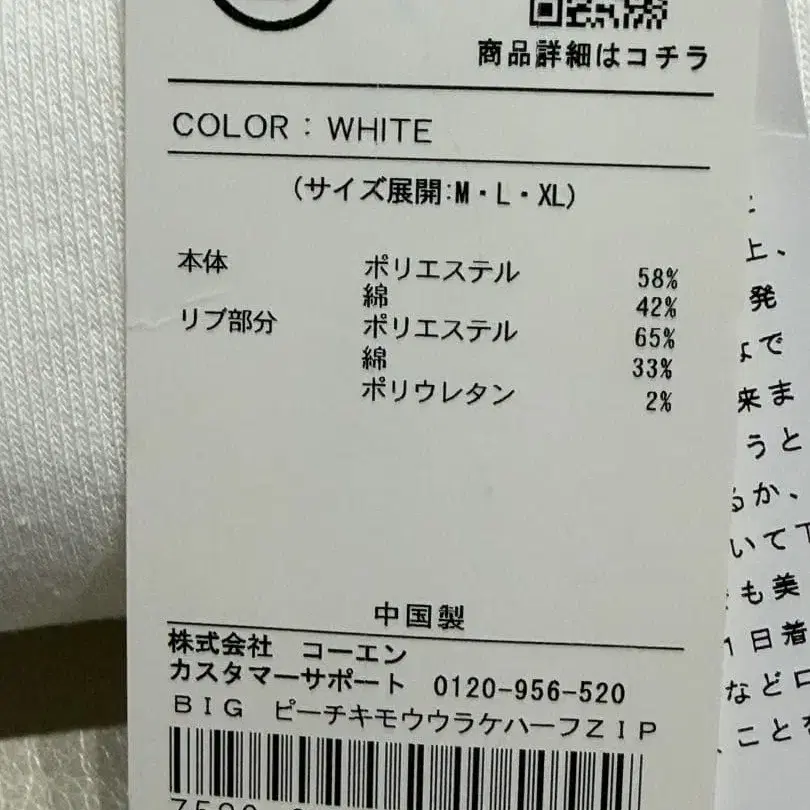 商品詳細はコチラ
COLOR : WHITE
(サイズ展開:M・L・XL)
本体 ポリエステル 58%
綿 42%
リブ部分 ポリエステル 65%
綿 33%
ポリウレタン 2%
中国製
株式会社 コーエン
カスタマーサポート 0120-956-520
BIG ピーチキモウウラケハーフZIP
上、
発
で
来ま
うと
るか、
いて下
も美
1日着
などロ
ことを